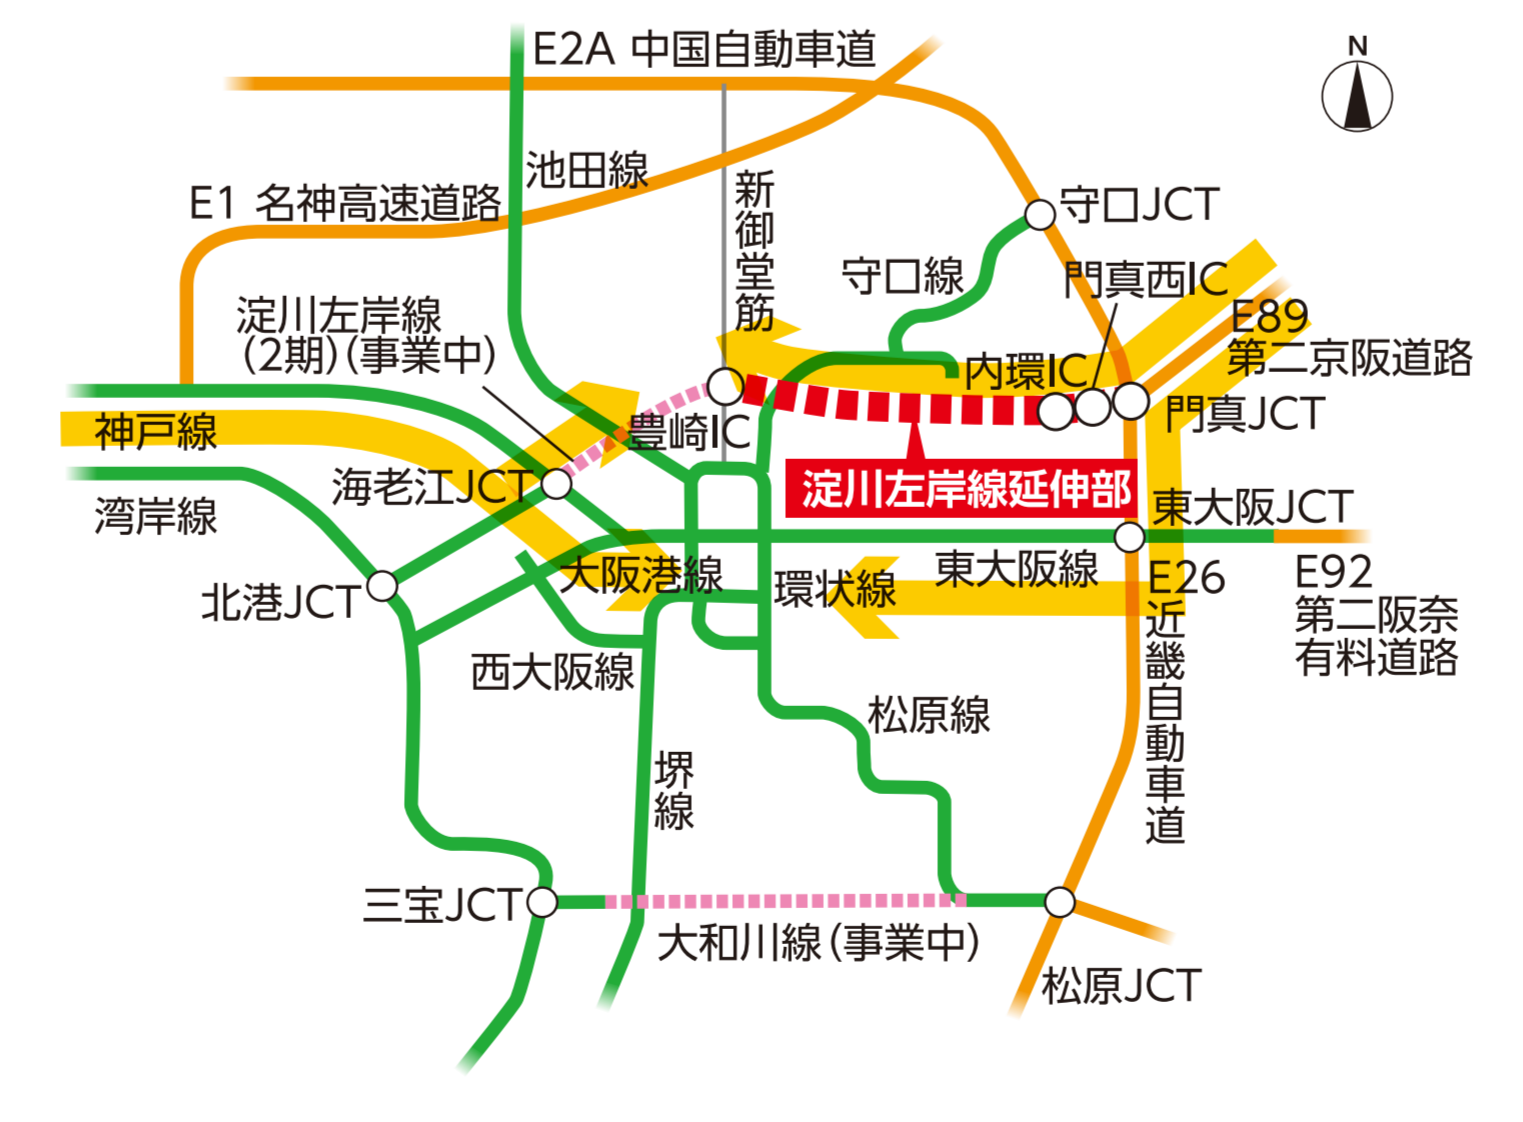 N
E2A 中国自動車道
池田線
E1 名神高速道路
新御堂筋
守口JCT
守口線
門真西IC
E89
第二京阪道路
淀川左岸線
（2期）（事業中）
内環IC
門真JCT
神戸線
豊崎IC
海老江JCT
淀川左岸線延伸部
湾岸線
東大阪JCT
大阪港線
環状線
東大阪線
E26
近畿自動車道
E92
第二阪奈
有料道路
北港JCT
西大阪線
松原線
堺線
三宝JCT
大和川線（事業中）
松原JCT